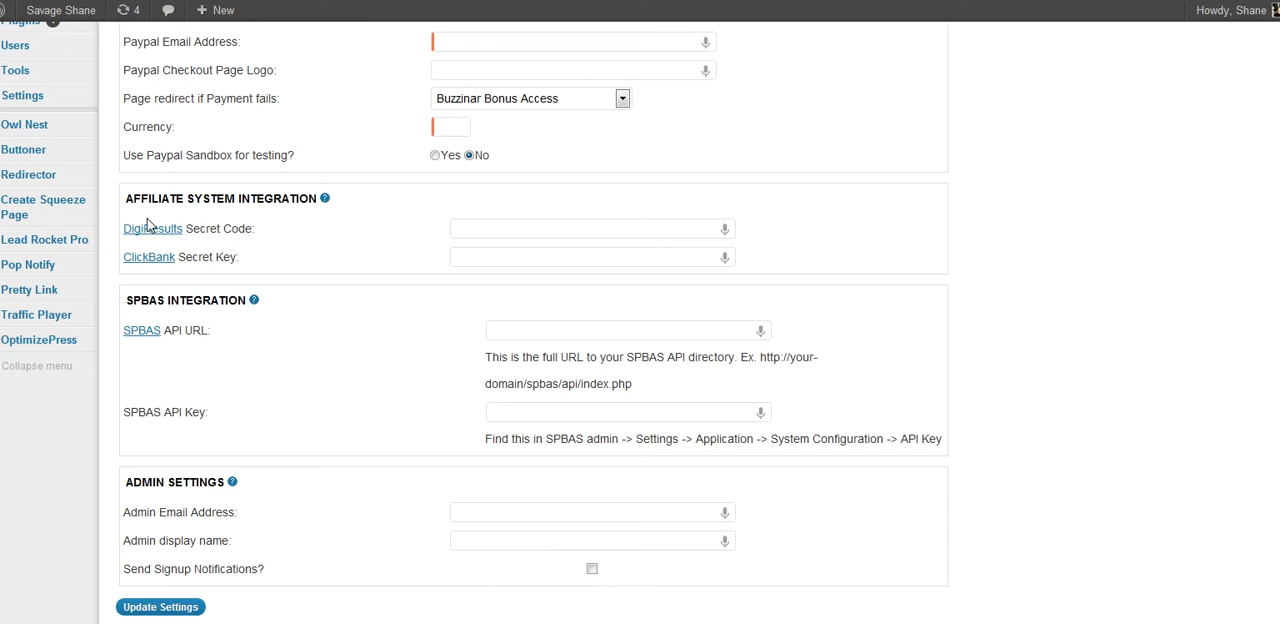 Savage Shane 4 New Howdy, Shane
Plugins
Users
Tools
Settings
Owl Nest
Buttoner
Redirector
Create Squeeze
Page
Lead Rocket Pro
Pop Notify
Pretty Link
Traffic Player
OptimizePress
Collapse menu
Paypal Email Address:
Paypal Checkout Page Logo:
Page redirect if Payment fails: Buzzinar Bonus Access
Currency:
Use Paypal Sandbox for testing? Yes No
AFFILIATE SYSTEM INTEGRATION ?
DigiResults Secret Code:
ClickBank Secret Key:
SPBAS INTEGRATION ?
SPBAS API URL:
This is the full URL to your SPBAS API directory. Ex. http://your-
domain/spbas/api/index.php
SPBAS API Key:
Find this in SPBAS admin -> Settings -> Application -> System Configuration -> API Key
ADMIN SETTINGS ?
Admin Email Address:
Admin display name:
Send Signup Notifications?
Update Settings